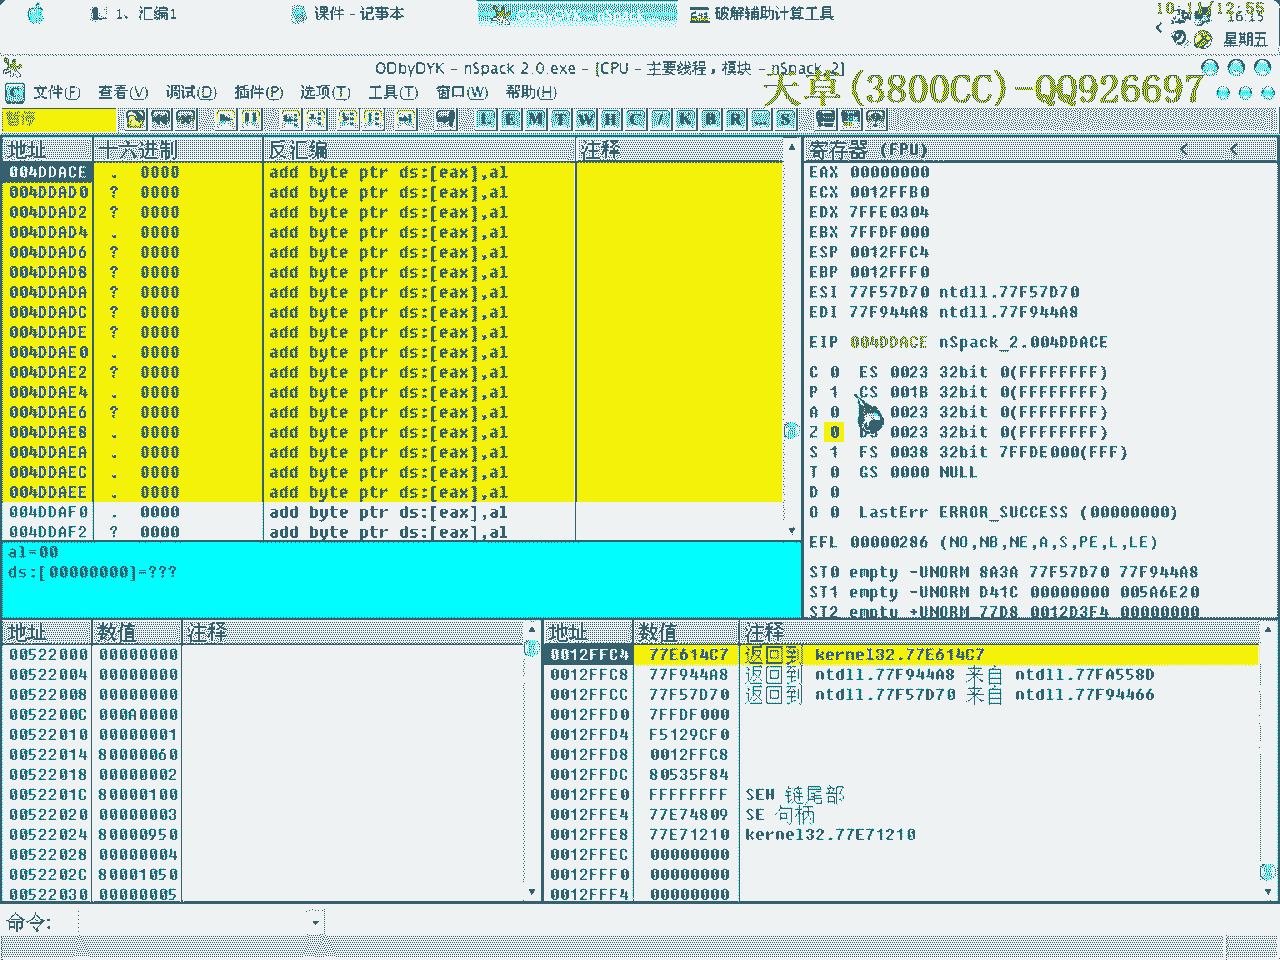 1、汇编1
课件 - 记事本
破解辅助计算工具
10:11/12:55
16:15
星期五
ODbyDYK - nSpack 2.0.exe - [CPU - 主要线程, 模块 - nSpack_2]
天草(3800CC)-QQ926697
文件(F) 查看(V) 调试(D) 插件(P) 选项(T) 工具(T) 窗口(W) 帮助(H)
暂停
L E M T W H C / K B R ... S
地址 十六进制 反汇编 注释
004DDACE . 0000 add byte ptr ds:[eax],al
004DDAD0 ? 0000 add byte ptr ds:[eax],al
004DDAD2 ? 0000 add byte ptr ds:[eax],al
004DDAD4 . 0000 add byte ptr ds:[eax],al
004DDAD6 ? 0000 add byte ptr ds:[eax],al
004DDAD8 ? 0000 add byte ptr ds:[eax],al
004DDADA ? 0000 add byte ptr ds:[eax],al
004DDADC ? 0000 add byte ptr ds:[eax],al
004DDADE ? 0000 add byte ptr ds:[eax],al
004DDAE0 . 0000 add byte ptr ds:[eax],al
004DDAE2 ? 0000 add byte ptr ds:[eax],al
004DDAE4 . 0000 add byte ptr ds:[eax],al
004DDAE6 ? 0000 add byte ptr ds:[eax],al
004DDAE8 . 0000 add byte ptr ds:[eax],al
004DDAEA . 0000 add byte ptr ds:[eax],al
004DDAEC . 0000 add byte ptr ds:[eax],al
004DDAEE . 0000 add byte ptr ds:[eax],al
004DDAF0 . 0000 add byte ptr ds:[eax],al
004DDAF2 ? 0000 add byte ptr ds:[eax],al
al=00
ds:[00000000]=???
寄存器 (FPU) < <
EAX 00000000
ECX 0012FFB0
EDX 7FFE0304
EBX 7FFDF000
ESP 0012FFC4
EBP 0012FFF0
ESI 77F57D70 ntdll.77F57D70
EDI 77F944A8 ntdll.77F944A8
EIP 004DDACE nSpack_2.004DDACE
C 0 ES 0023 32bit 0(FFFFFFFF)
P 1 CS 001B 32bit 0(FFFFFFFF)
A 0 0023 32bit 0(FFFFFFFF)
Z 0 DS 0023 32bit 0(FFFFFFFF)
S 1 FS 0038 32bit 7FFDE000(FFF)
T 0 GS 0000 NULL
D 0
O 0 LastErr ERROR_SUCCESS (00000000)
EFL 00000286 (NO,NB,NE,A,S,PE,L,LE)
ST0 empty -UNORM 8A3A 77F57D70 77F944A8
ST1 empty -UNORM D41C 00000000 005A6E20
ST2 empty +UNORM 77D8 0012D3F4 00000000
地址 数值 注释
00522000 00000000
00522004 00000000
00522008 00000000
0052200C 000A0000
00522010 00000001
00522014 80000060
00522018 00000002
0052201C 80000100
00522020 00000003
00522024 80000950
00522028 00000004
0052202C 80001050
00522030 00000005
地址 数值 注释
0012FFC4 77E614C7 返回到 kernel32.77E614C7
0012FFC8 77F944A8 返回到 ntdll.77F944A8 来自 ntdll.77FA558D
0012FFCC 77F57D70 返回到 ntdll.77F57D70 来自 ntdll.77F94466
0012FFD0 7FFDF000
0012FFD4 F5129CF0
0012FFD8 0012FFC8
0012FFDC 80535F84
0012FFE0 FFFFFFFF SEH 链尾部
0012FFE4 77E74809 SE 句柄
0012FFE8 77E71210 kernel32.77E71210
0012FFEC 00000000
0012FFF0 00000000
0012FFF4 00000000
命令: